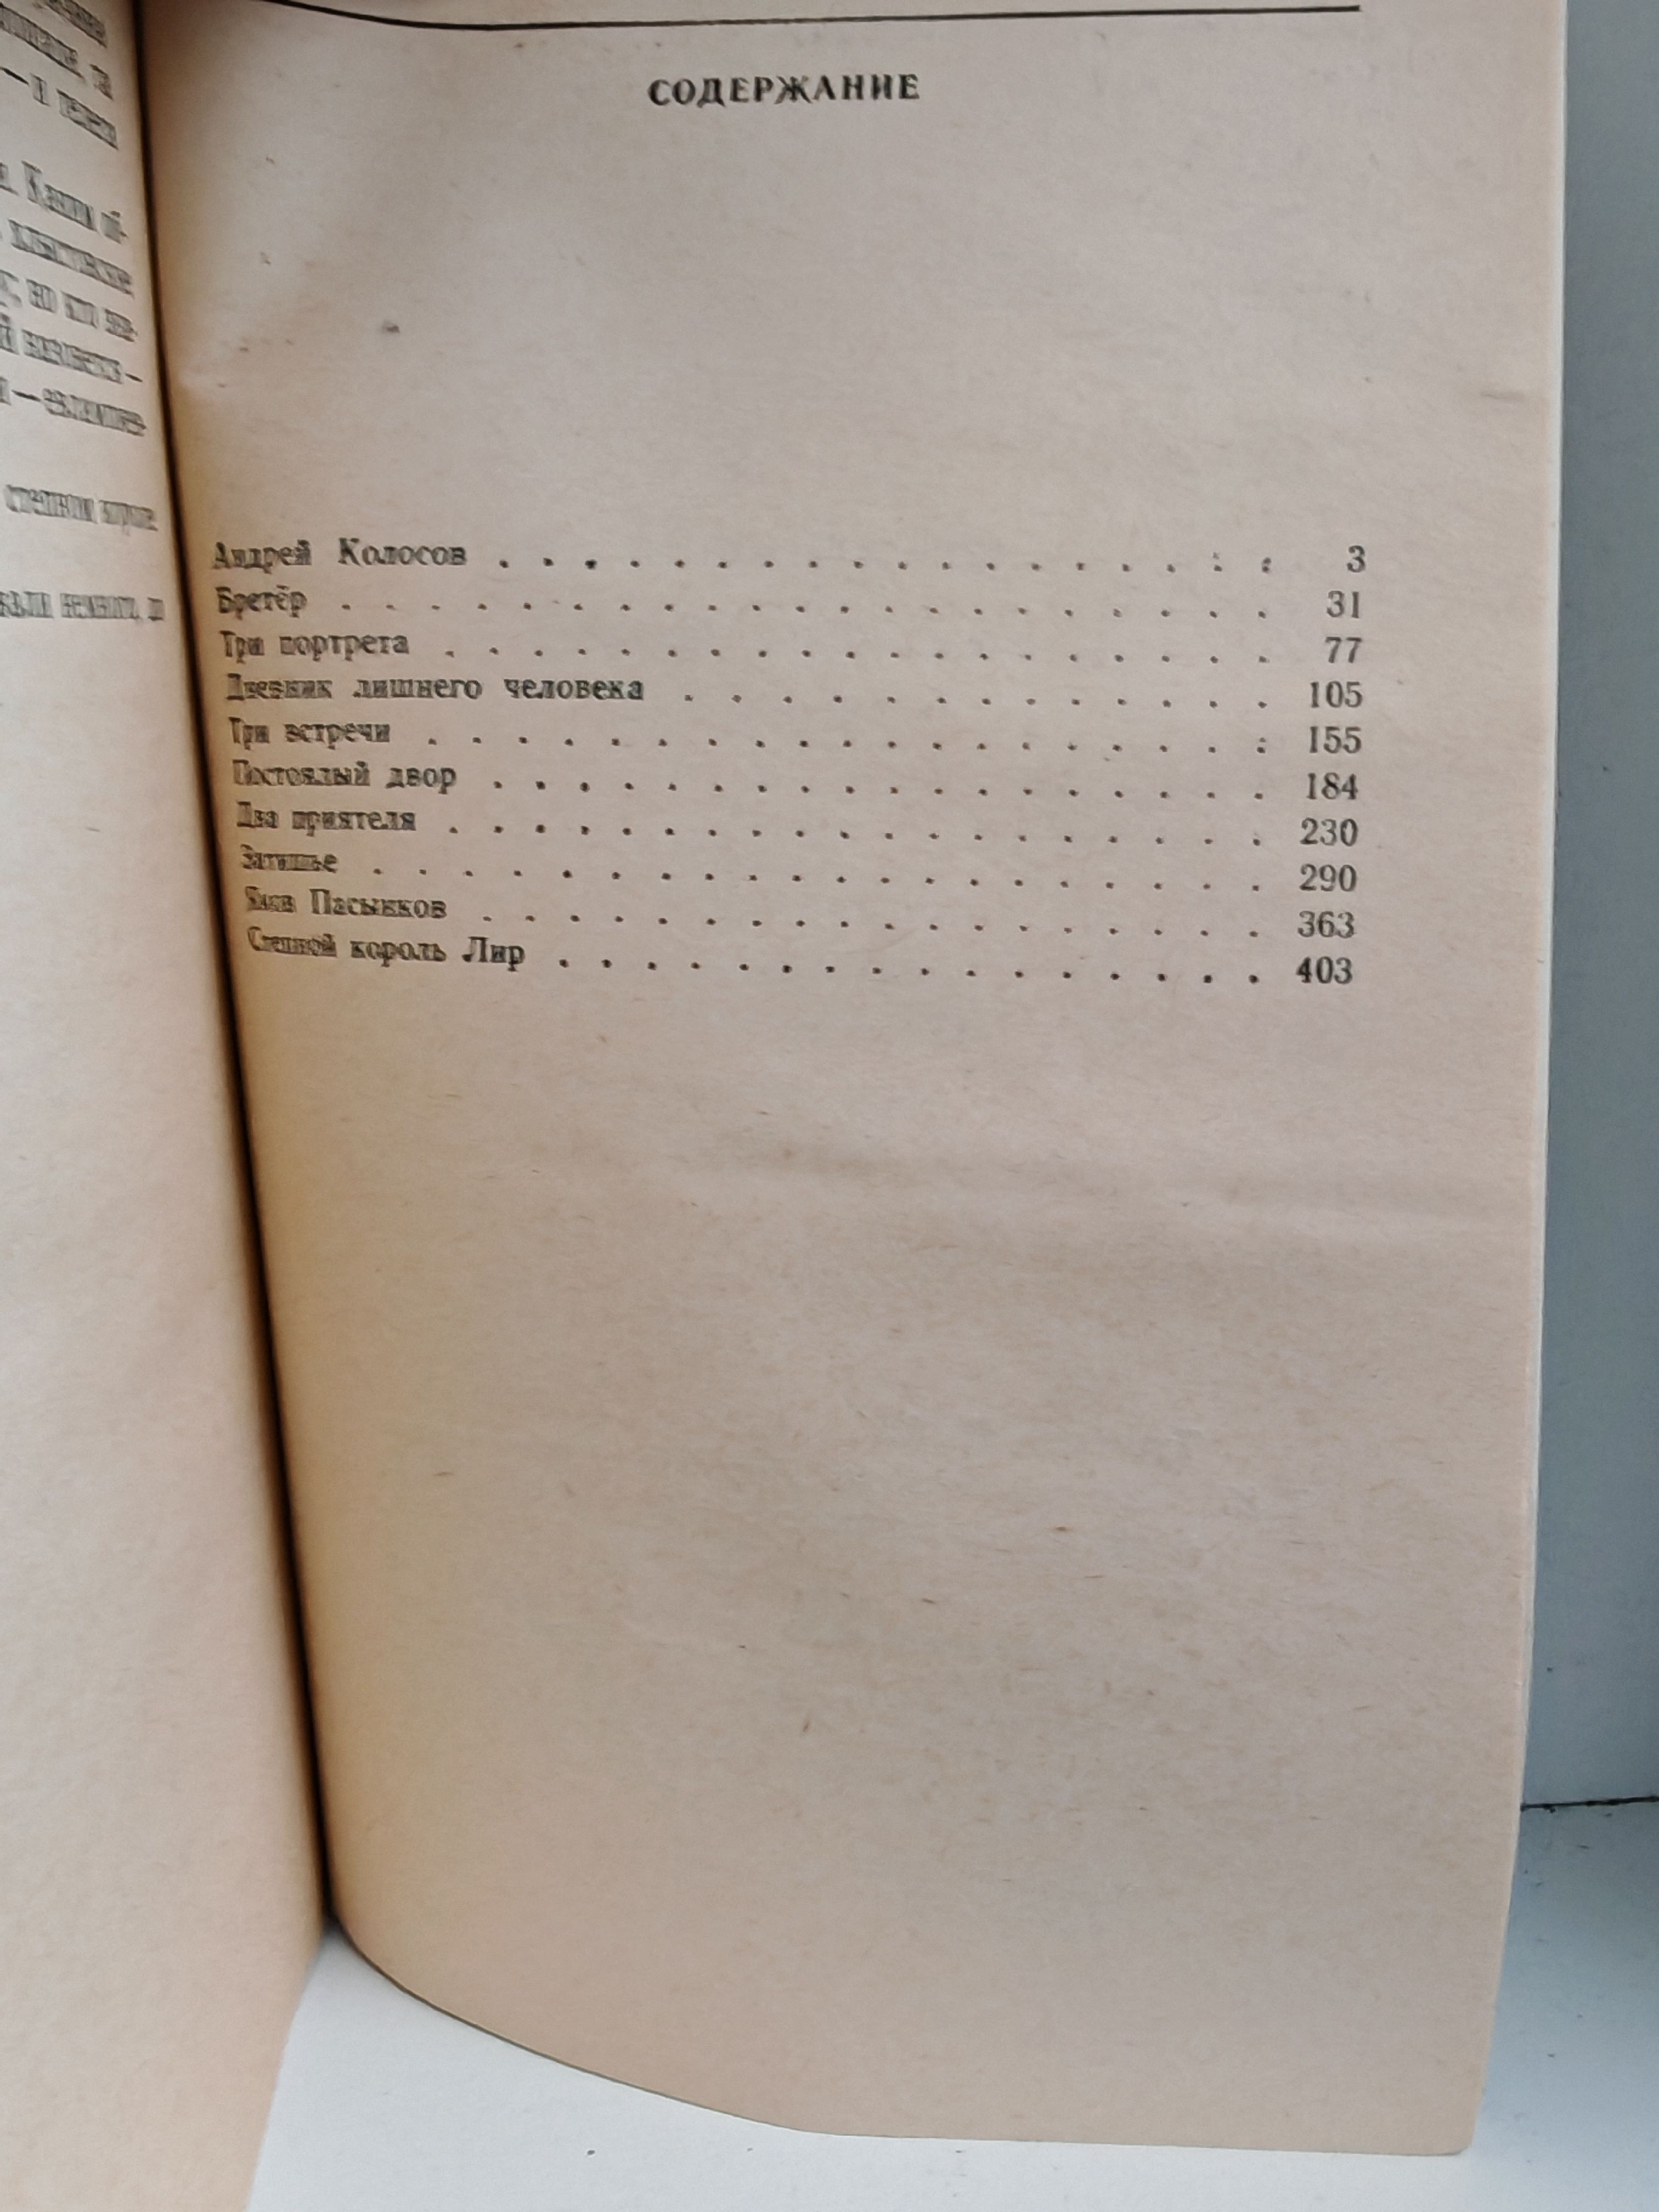 СОДЕРЖАНИЕ
Андрей Колосов . . . . . . . . . . . . . . . . . . 3
Бретёр . . . . . . . . . . . . . . . . . . . . . 31
Три портрета . . . . . . . . . . . . . . . . . . . 77
Дневник лишнего человека . . . . . . . . . . . . . 105
Три встречи . . . . . . . . . . . . . . . . . . . 155
Постоялый двор . . . . . . . . . . . . . . . . . . 184
Два приятеля . . . . . . . . . . . . . . . . . . . 230
Затишье . . . . . . . . . . . . . . . . . . . . 290
Яков Пасынков . . . . . . . . . . . . . . . . . . 363
Степной король Лир . . . . . . . . . . . . . . . . 403